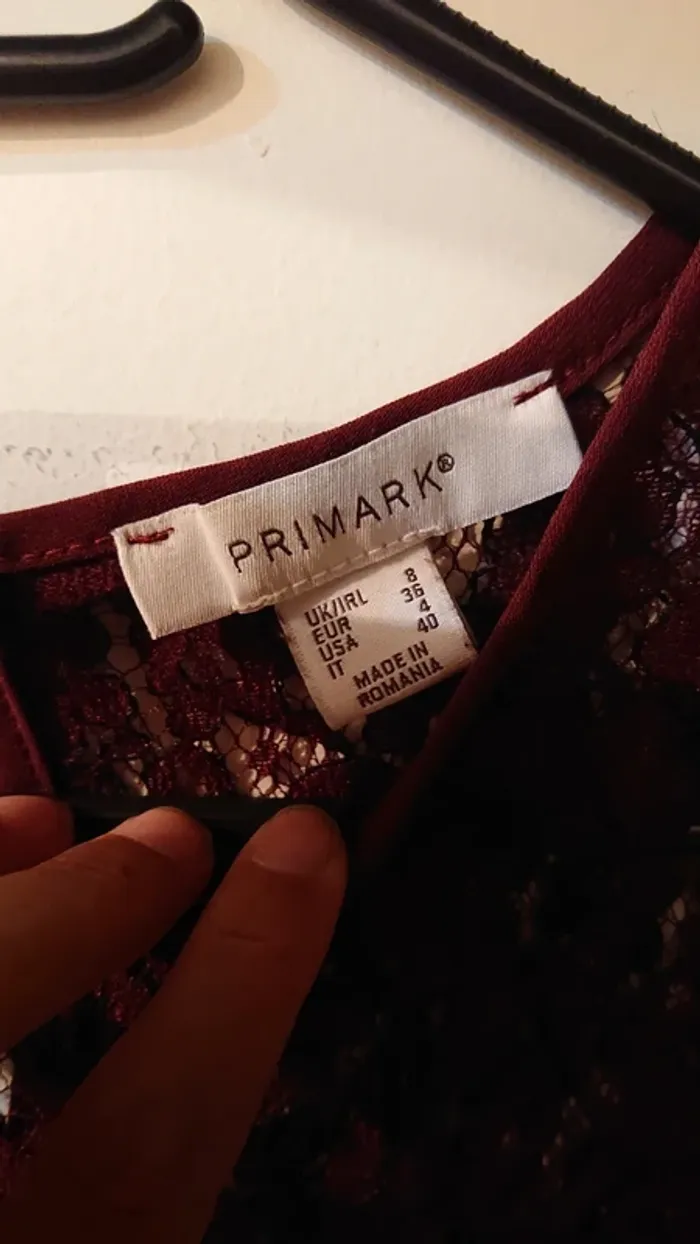 PRIMARK®
UK/IRL 8
EUR 36
USA 4
IT 40
MADE IN
ROMANIA